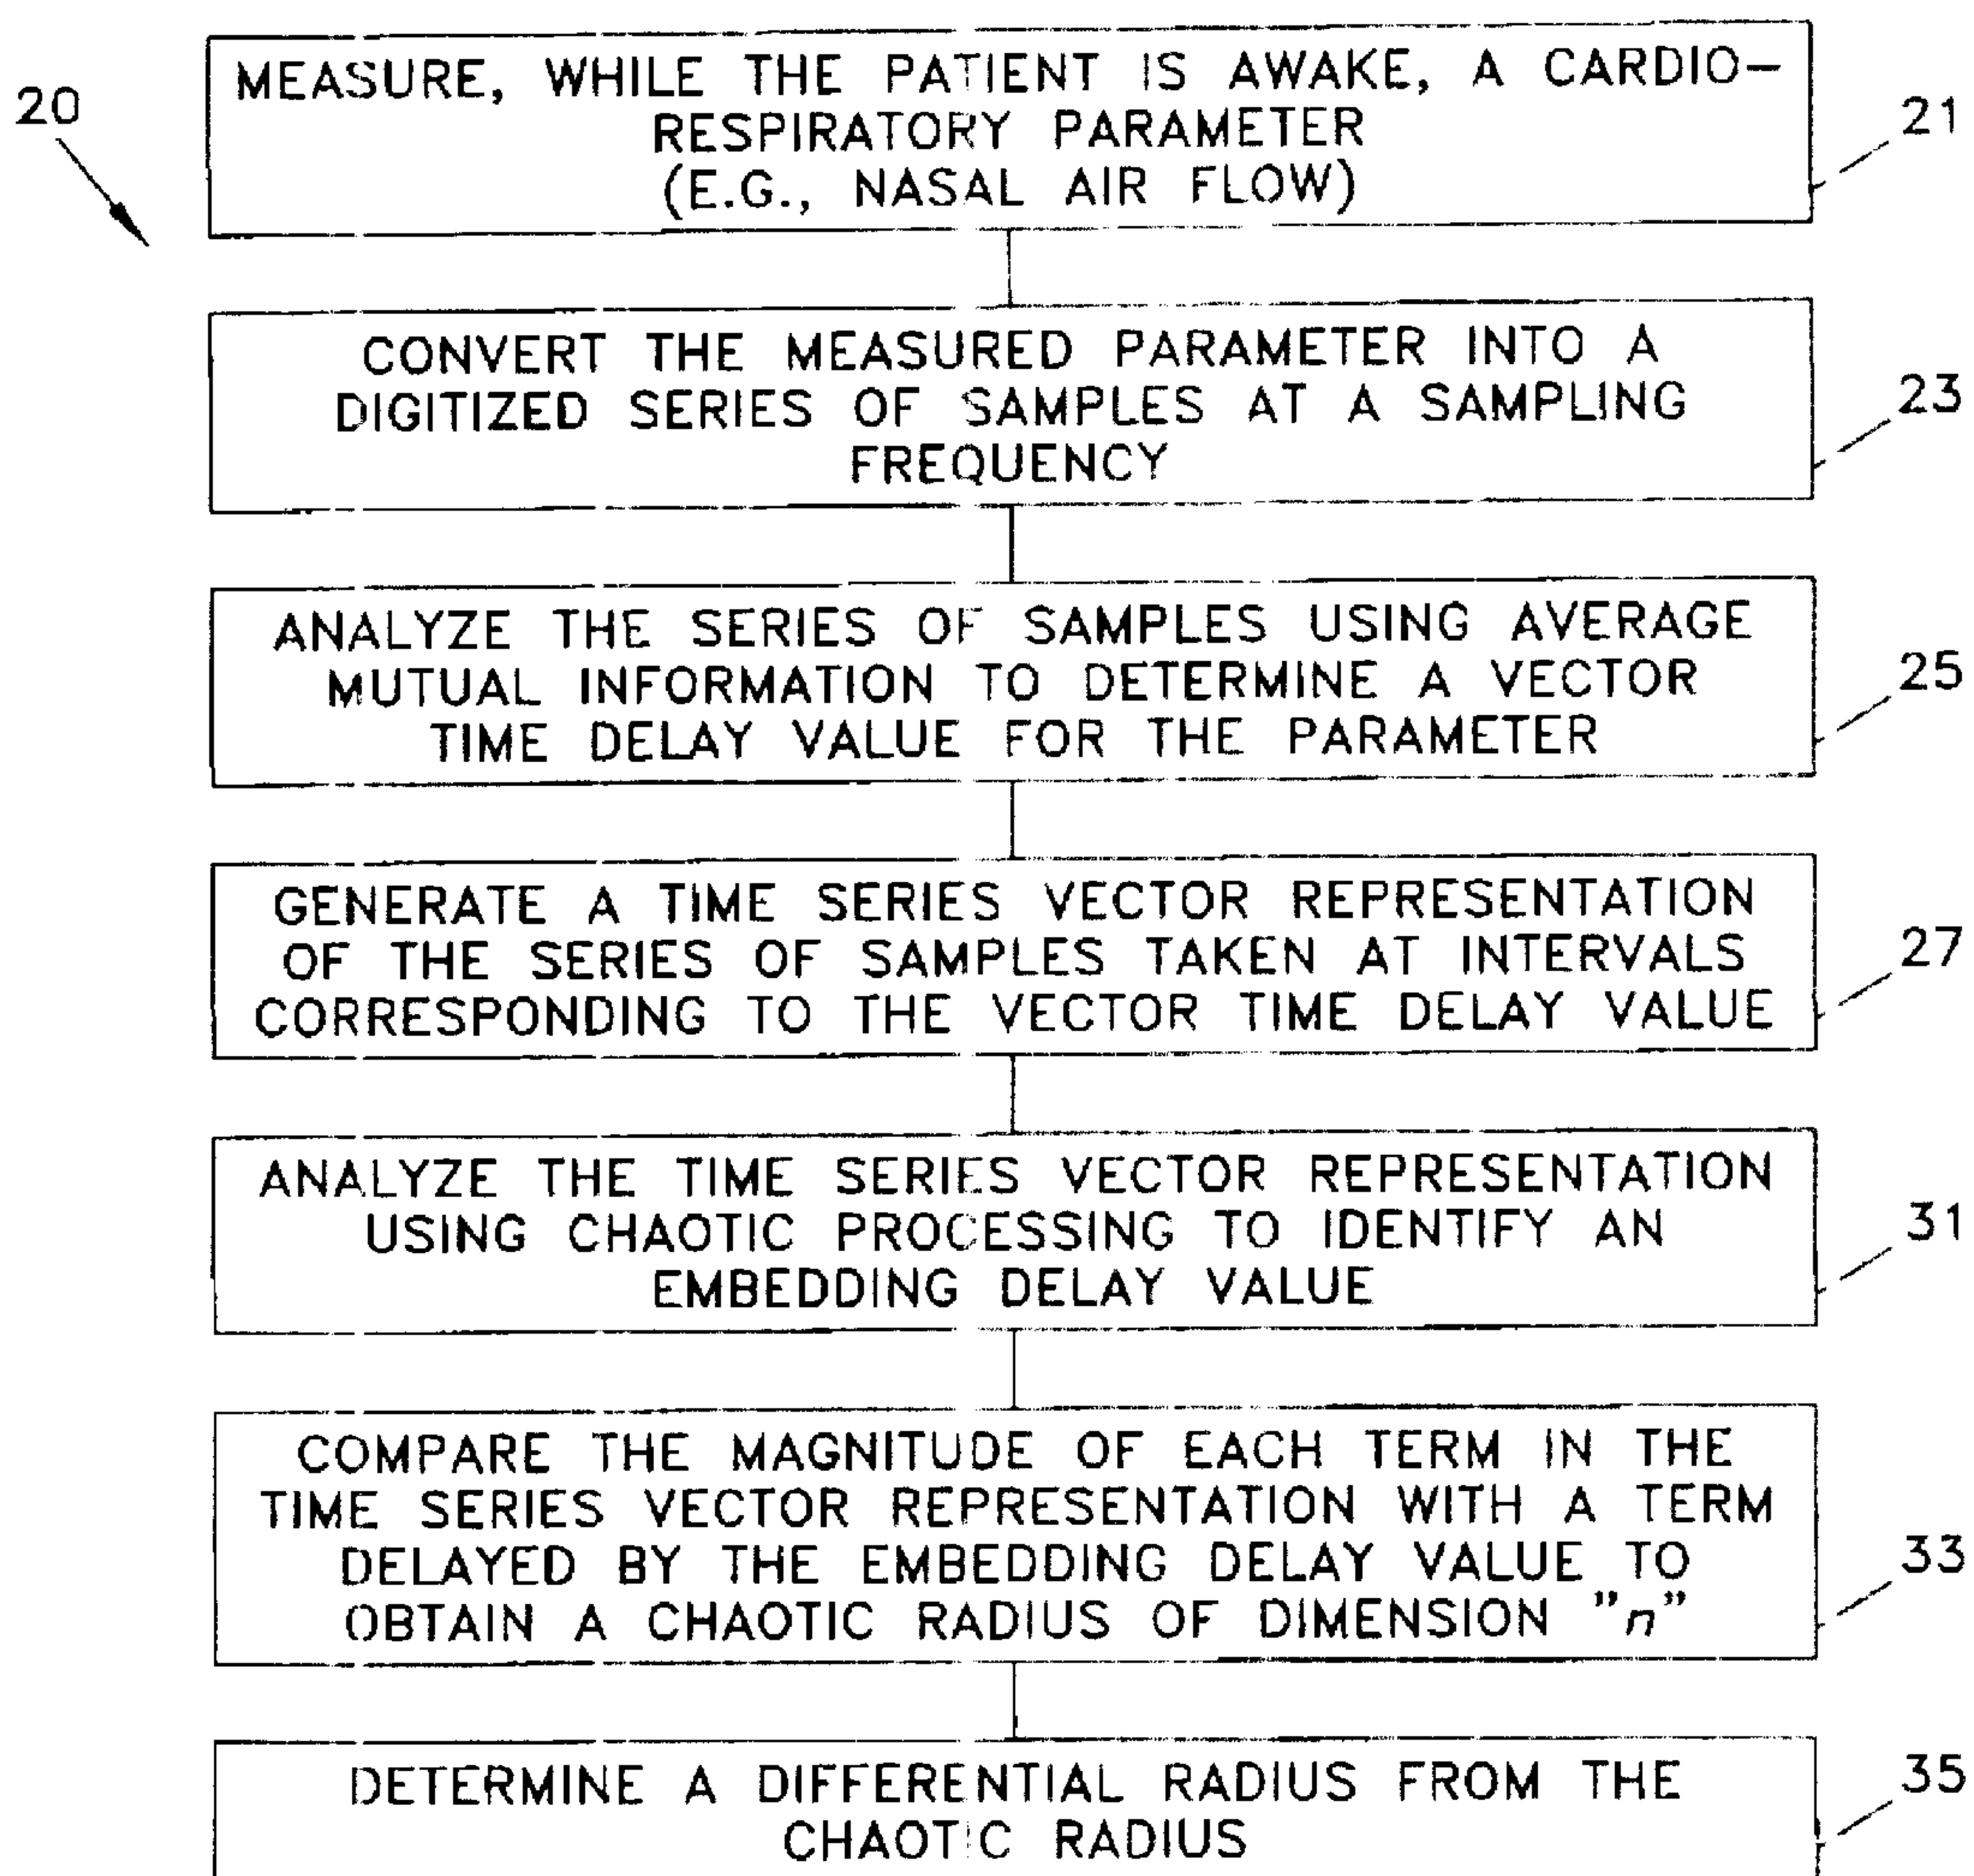 20
MEASURE, WHILE THE PATIENT IS AWAKE, A CARDIO-
RESPIRATORY PARAMETER
(E.G., NASAL AIR FLOW)
21
CONVERT THE MEASURED PARAMETER INTO A
DIGITIZED SERIES OF SAMPLES AT A SAMPLING
FREQUENCY
23
ANALYZE THE SERIES OF SAMPLES USING AVERAGE
MUTUAL INFORMATION TO DETERMINE A VECTOR
TIME DELAY VALUE FOR THE PARAMETER
25
GENERATE A TIME SERIES VECTOR REPRESENTATION
OF THE SERIES OF SAMPLES TAKEN AT INTERVALS
CORRESPONDING TO THE VECTOR TIME DELAY VALUE
27
ANALYZE THE TIME SERIES VECTOR REPRESENTATION
USING CHAOTIC PROCESSING TO IDENTIFY AN
EMBEDDING DELAY VALUE
31
COMPARE THE MAGNITUDE OF EACH TERM IN THE
TIME SERIES VECTOR REPRESENTATION WITH A TERM
DELAYED BY THE EMBEDDING DELAY VALUE TO
OBTAIN A CHAOTIC RADIUS OF DIMENSION ”n”
33
DETERMINE A DIFFERENTIAL RADIUS FROM THE
CHAOTIC RADIUS
35